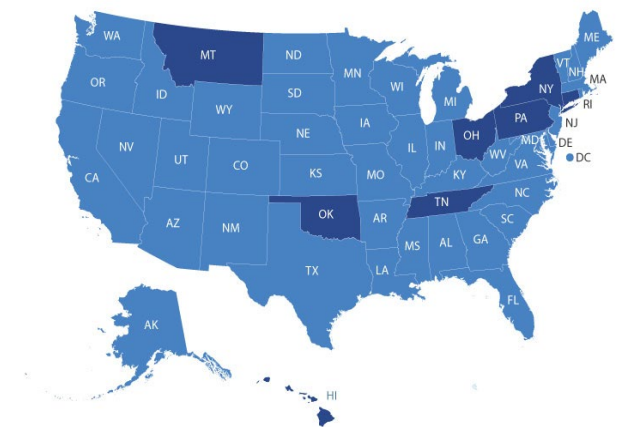 WA
MT
ND
MN
ME
VT
NH
MA
OR
ID
SD
WI
MI
NY
RI
WY
IA
PA
NJ
NE
IL
IN
OH
MD
DE
DC
NV
UT
CO
KS
MO
WV
VA
KY
CA
NC
AZ
NM
OK
AR
TN
SC
TX
LA
MS
AL
GA
FL
AK
HI